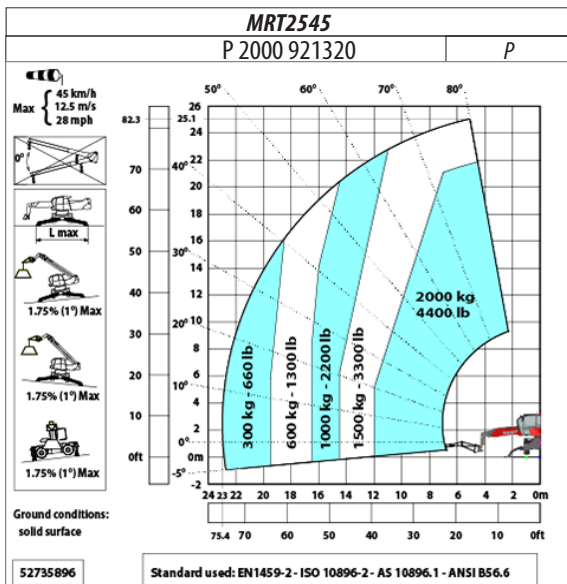 MRT2545
P 2000 921320 P
Max
45 km/h
12.5 m/s
28 mph
0°
L max
1.75% (1°) Max
1.75% (1°) Max
1.75% (1°) Max
Ground conditions:
solid surface
52735896
82.3
70
60
50
40
30
20
10
0ft
26
25.1
24
22
20
18
16
14
12
10
8
6
4
2
0m
-2
50°
60°
70°
80°
40°
30°
20°
10°
0°
-5°
300 kg - 660 lb
600 kg - 1300 lb
1000 kg - 2200 lb
1500 kg - 3300 lb
2000 kg
4400 lb
24 23 22 20 18 16 14 12 10 8 6 4 2 0m
75.4 70 60 50 40 30 20 10 0ft
Standard used: EN1459-2 - ISO 10896-2 - AS 10896.1 - ANSI B56.6